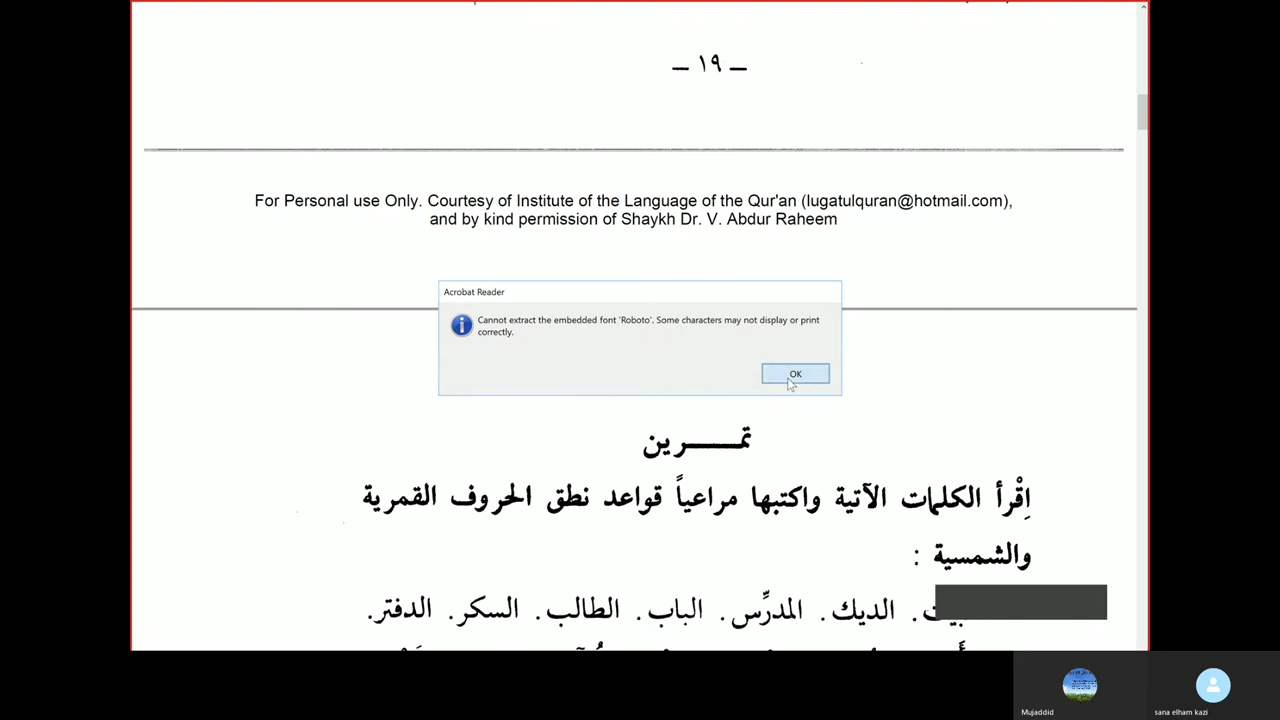 – ١٩ –
For Personal use Only. Courtesy of Institute of the Language of the Qur'an (lugatulquran@hotmail.com),
and by kind permission of Shaykh Dr. V. Abdur Raheem
Acrobat Reader
Cannot extract the embedded font 'Roboto'. Some characters may not display or print
correctly.
OK
تمـــــرين
اِقْرأ الكلمات الآتية واكتبها مراعياً قواعد نطق الحروف القمرية
والشمسية :
الديك . المدرِّس . الباب . الطالب . السكر . الدفتر .
Mujaddid
sana elham kazi